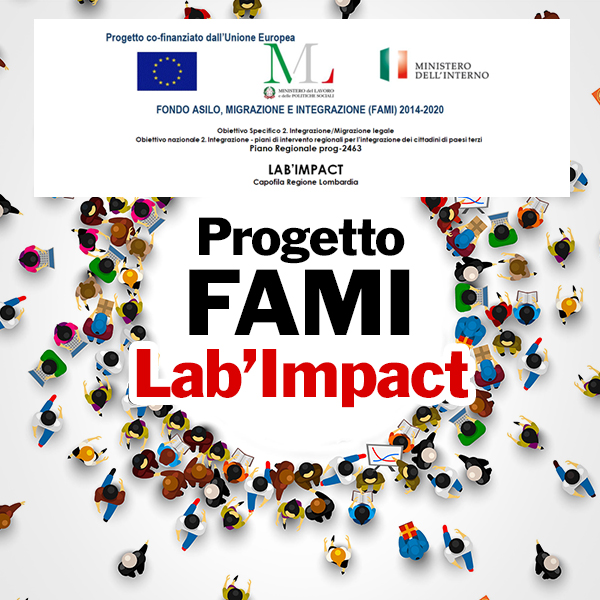 Progetto co-finanziato dall'Unione Europea
ML
MINISTERO DEL LAVORO
e delle POLITICHE SOCIALI
MINISTERO
DELL'INTERNO
FONDO ASILO, MIGRAZIONE E INTEGRAZIONE (FAMI) 2014-2020
Obiettivo Specifico 2. Integrazione/Migrazione legale
Obiettivo nazionale 2. Integrazione - piani di intervento regionali per l'integrazione dei cittadini di paesi terzi
Piano Regionale prog-2463
LAB'IMPACT
Capofila Regione Lombardia
Progetto
FAMI
Lab'Impact